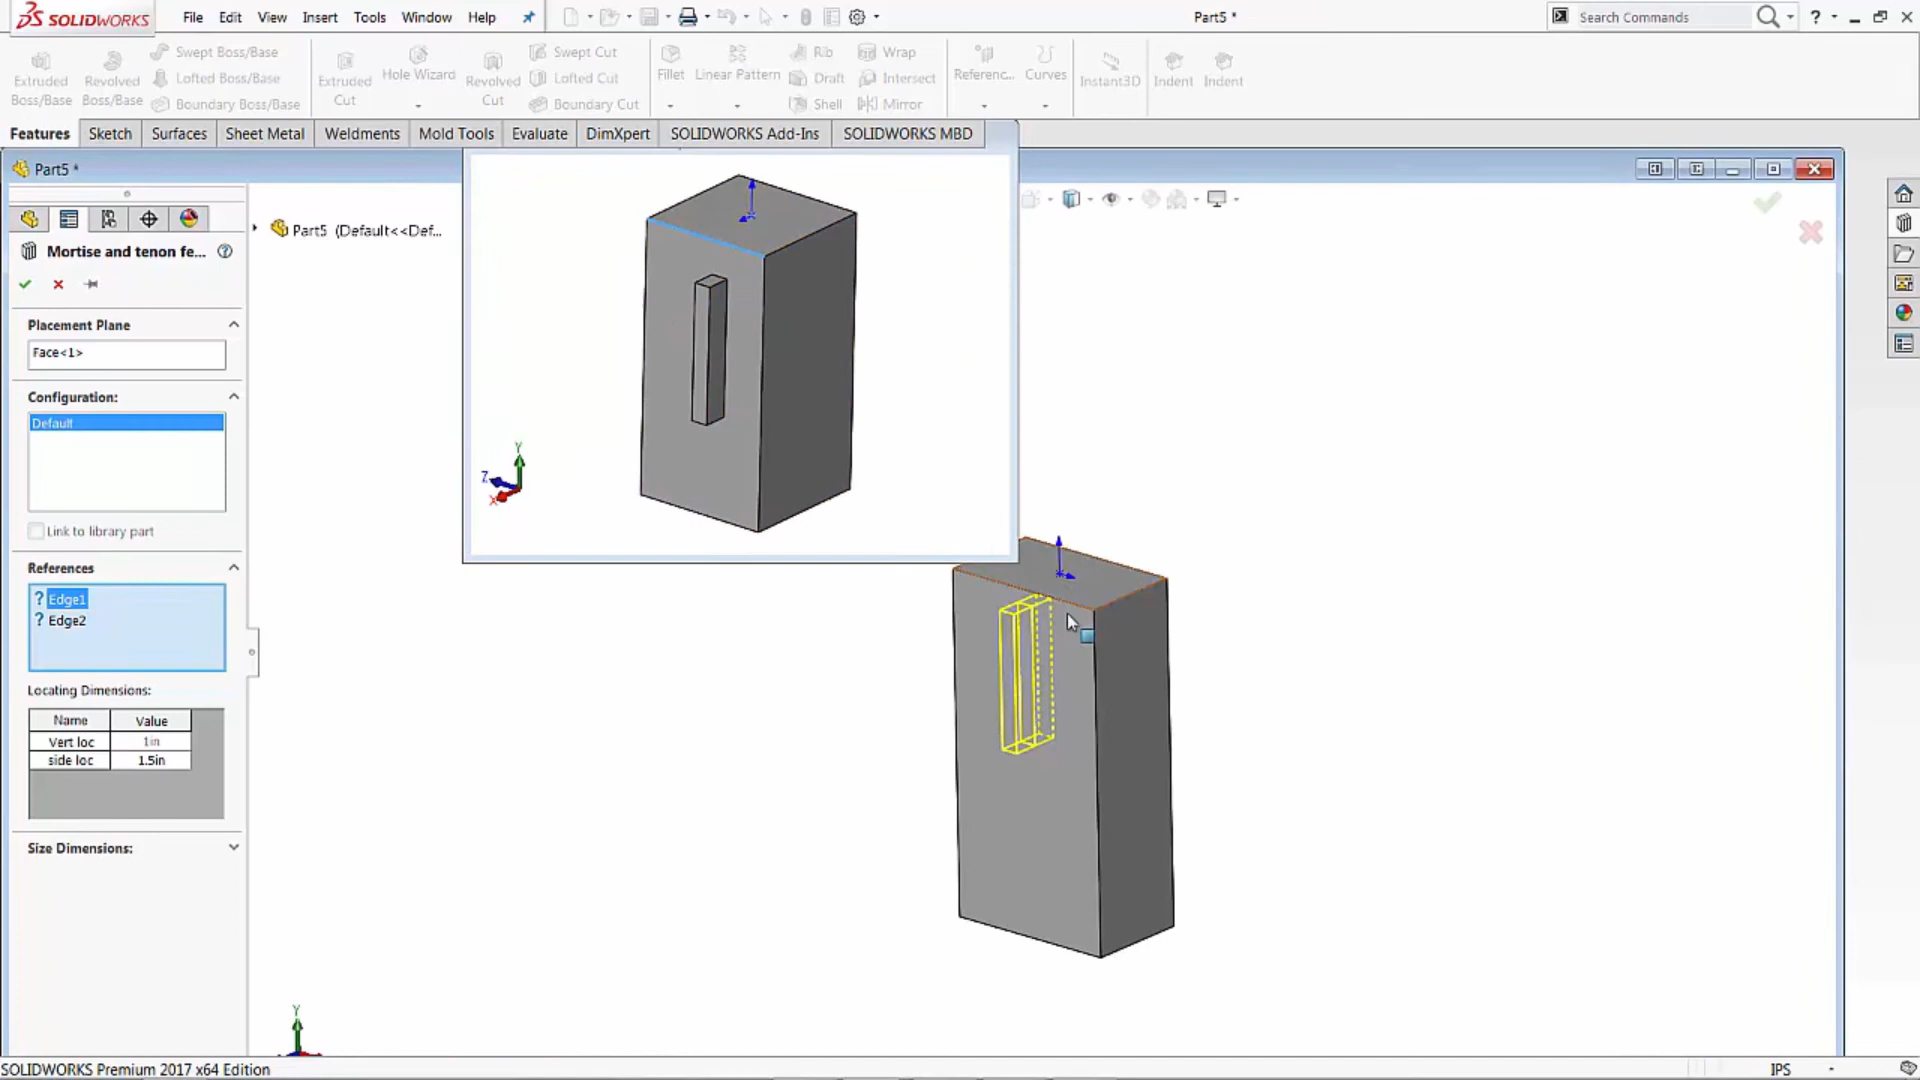 SOLIDWORKS File Edit View Insert Tools Window Help Part5 * Search Commands ?
Extruded Boss/Base
Revolved Boss/Base
Swept Boss/Base
Lofted Boss/Base
Boundary Boss/Base
Extruded Cut
Hole Wizard
Revolved Cut
Swept Cut
Lofted Cut
Boundary Cut
Fillet
Linear Pattern
Rib
Draft
Shell
Wrap
Intersect
Mirror
Referenc...
Curves
Instant3D
Indent
Indent
Features Sketch Surfaces Sheet Metal Weldments Mold Tools Evaluate DimXpert SOLIDWORKS Add-Ins SOLIDWORKS MBD
Part5 *
Part5 (Default<<Def...
Mortise and tenon fe... ?
Placement Plane
Face<1>
Configuration:
Default
Link to library part
References
? Edge1
? Edge2
Locating Dimensions:
Name Value
Vert loc 1in
side loc 1.5in
Size Dimensions:
Y
Z
X
Y
SOLIDWORKS Premium 2017 x64 Edition IPS